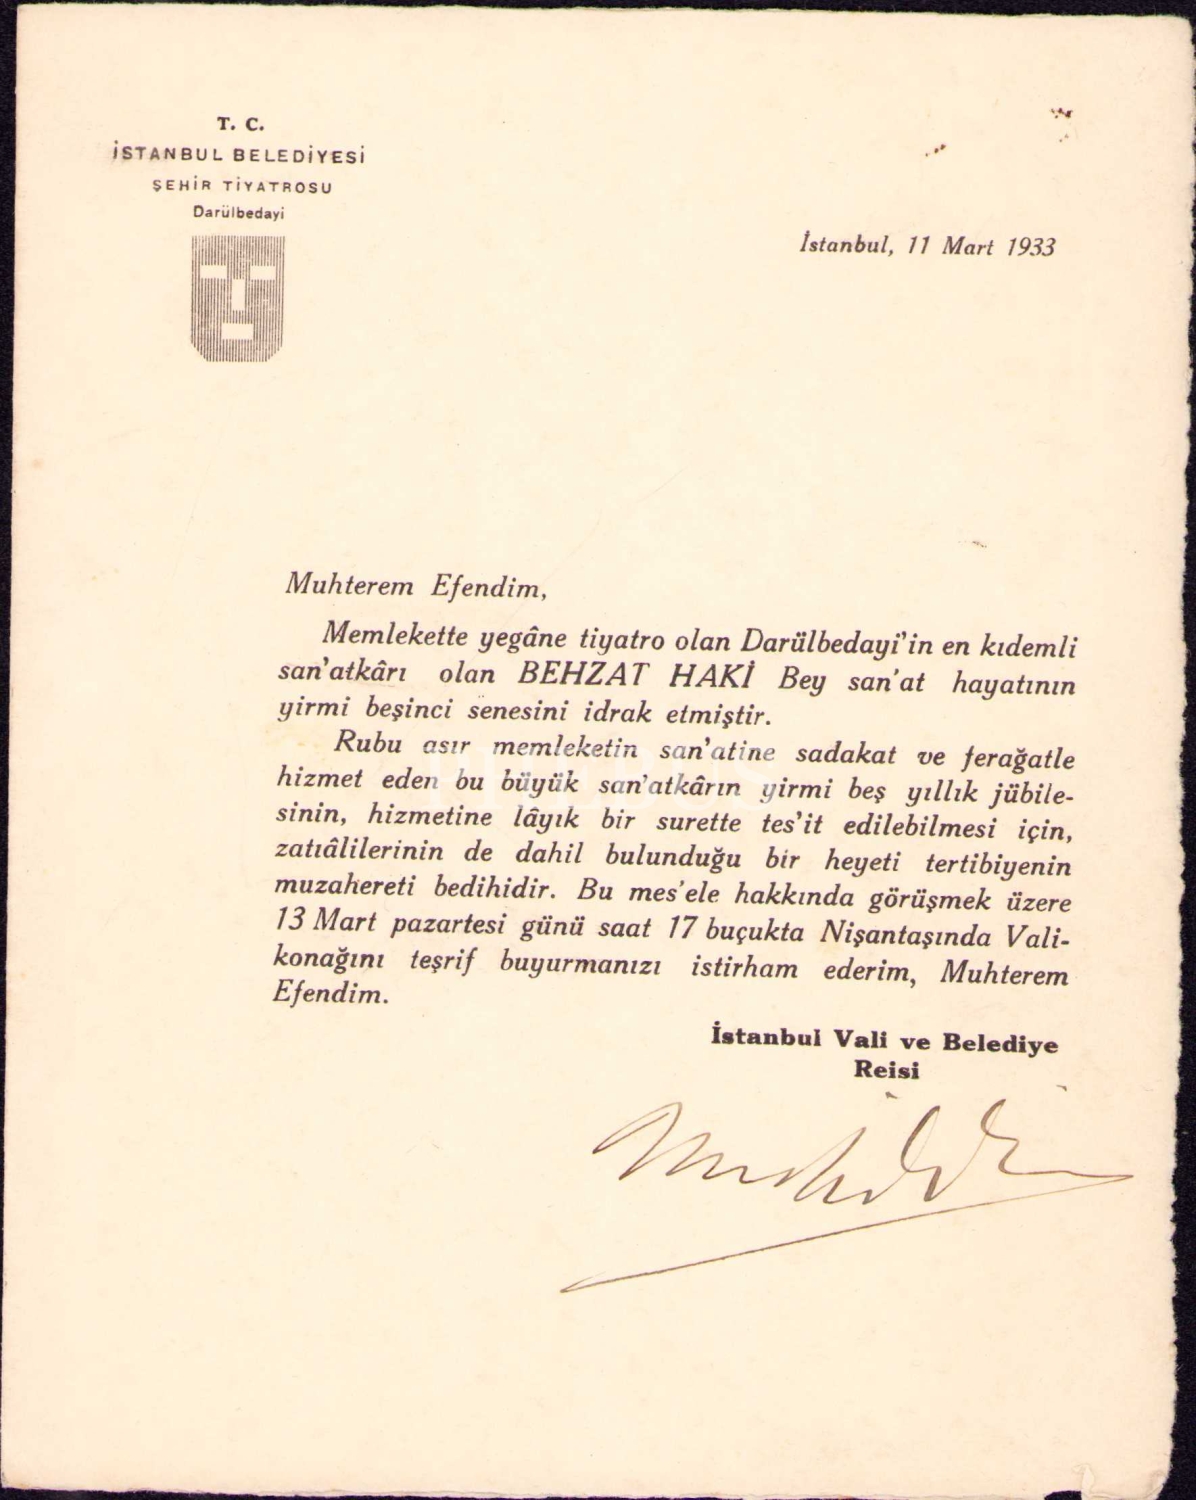 T. C.
İSTANBUL BELEDİYESİ
ŞEHİR TİYATROSU
Darülbedayi
İstanbul, 11 Mart 1933
Muhterem Efendim,
Memlekette yegâne tiyatro olan Darülbedayi'in en kıdemli
san'atkârı olan BEHZAT HAKİ Bey san'at hayatının
yirmi beşinci senesini idrak etmiştir.
Rubu asır memleketin san'atine sadakat ve ferağatle
hizmet eden bu büyük san'atkârın yirmi beş yıllık jübile-
sinin, hizmetine lâyık bir surette tes'it edilebilmesi için,
zatıâlilerinin de dahil bulunduğu bir heyeti tertibiyenin
muzahereti bedihidir. Bu mes'ele hakkında görüşmek üzere
13 Mart pazartesi günü saat 17 buçukta Nişantaşında Vali-
konağını teşrif buyurmanızı istirham ederim, Muhterem
Efendim.
İstanbul Vali ve Belediye
Reisi